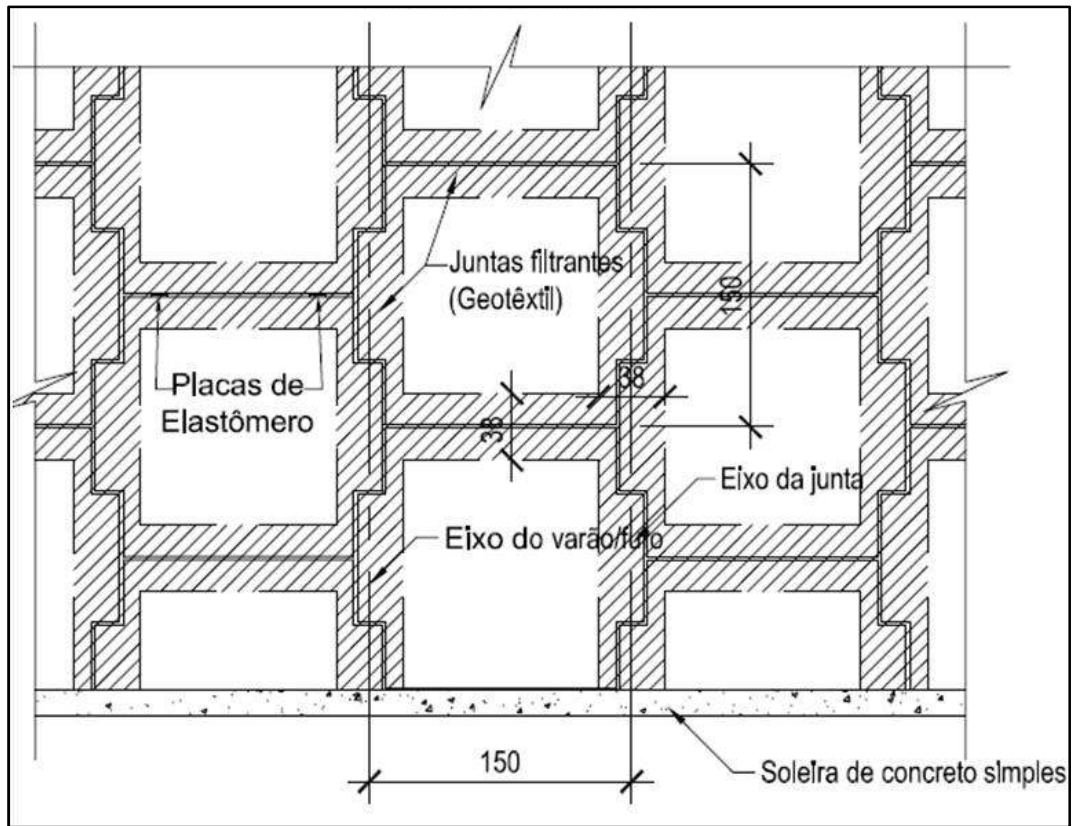 Juntas filtrantes
(Geotêxtil)
150
Placas de
Elastômero
38
38
Eixo da junta
Eixo do varão/furo
150
Soleira de concreto simples